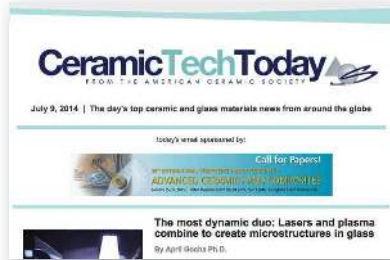 CeramicTechToday
FROM THE AMERICAN CERAMIC SOCIETY
July 9, 2014 | The day's top ceramic and glass materials news from around the globe
today's email sponsored by:
Call for Papers!
ADVANCED CERAMICS AND COMPOSITES
The most dynamic duo: Lasers and plasma
combine to create microstructures in glass
By April Gocha Ph.D.